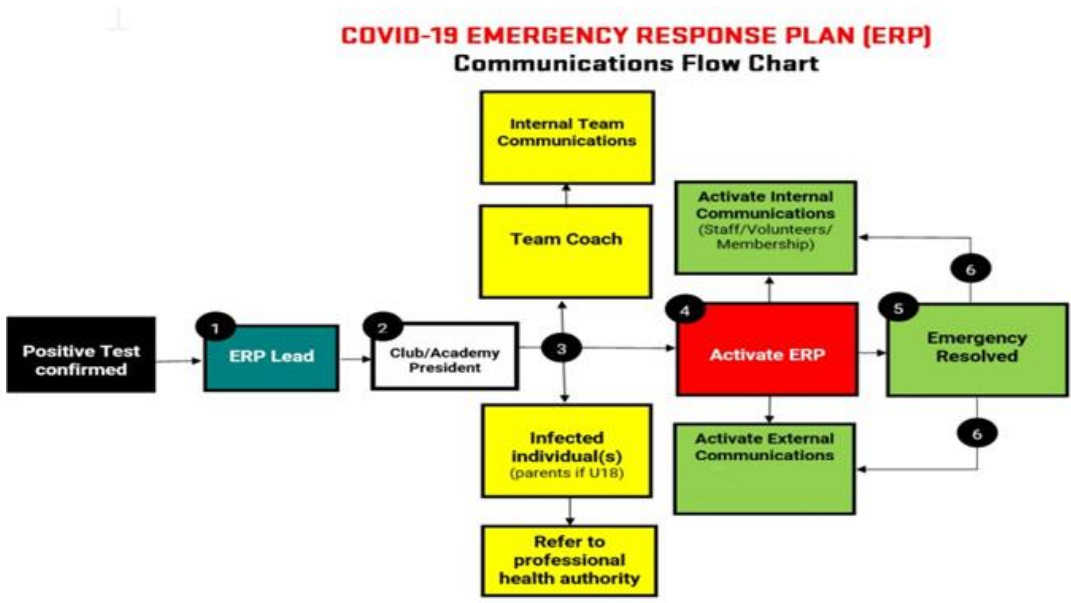 1
COVID-19 EMERGENCY RESPONSE PLAN (ERP)
Communications Flow Chart
Internal Team
Communications
Team Coach
Activate Internal
Communications
(Staff/Volunteers/
Membership)
6
Positive Test
confirmed
1
ERP Lead
2
Club/Academy
President
3
4
Activate ERP
5
Emergency
Resolved
Infected
individual(s)
(parents if U18)
Activate External
Communications
6
Refer to
professional
health authority